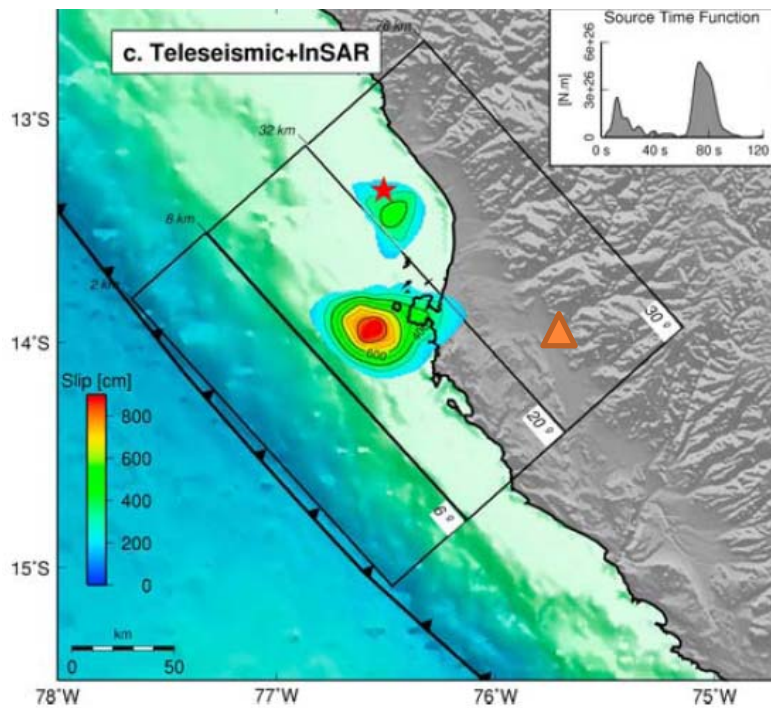 c. Teleseismic+InSAR
Source Time Function
[N.m]
6e+26
3e+26
0
0 s
40 s
80 s
120
76 km
32 km
8 km
2 km
13°S
14°S
15°S
600
30 º
20 º
6 º
Slip [cm]
800
600
400
200
0
km
0
50
78°W
77°W
76°W
75°W